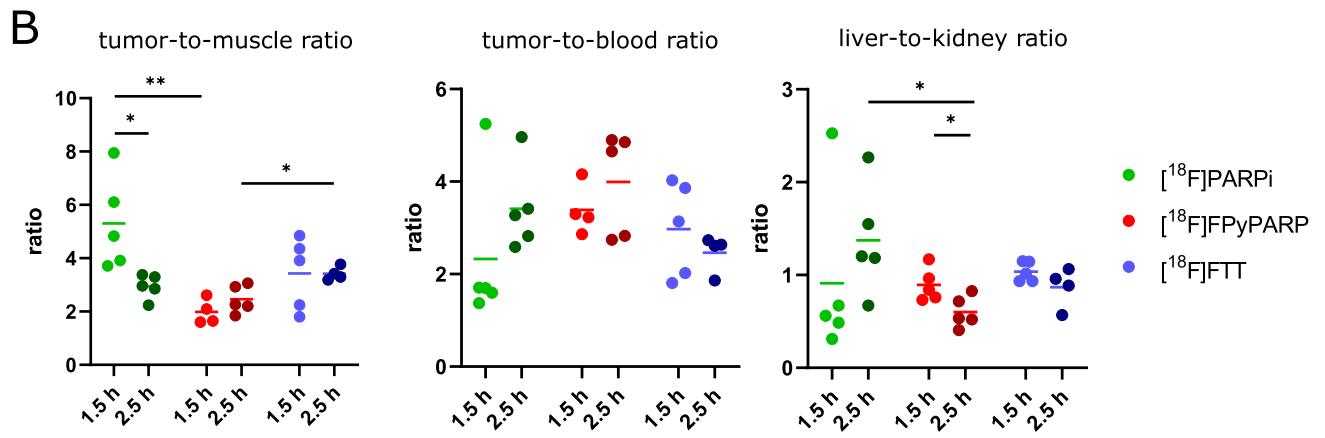 B
tumor-to-muscle ratio
ratio
10
8
6
4
2
0
**
*
*
1.5 h
2.5 h
1.5 h
2.5 h
1.5 h
2.5 h
tumor-to-blood ratio
ratio
6
4
2
0
1.5 h
2.5 h
1.5 h
2.5 h
1.5 h
2.5 h
liver-to-kidney ratio
ratio
3
2
1
0
*
*
1.5 h
2.5 h
1.5 h
2.5 h
1.5 h
2.5 h
[¹⁸F]PARPi
[¹⁸F]FPyPARP
[¹⁸F]FTT